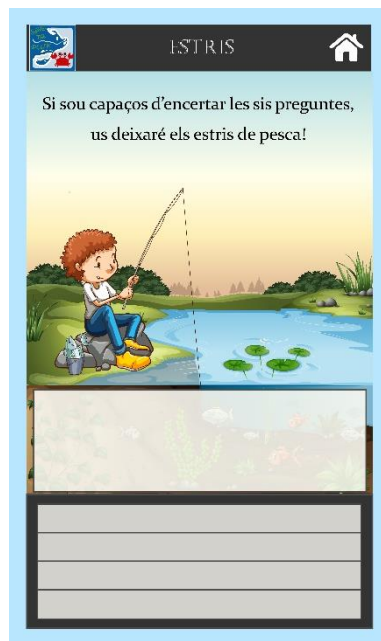 ESTRIS
Si sou capaços d’encertar les sis preguntes,
us deixaré els estris de pesca!